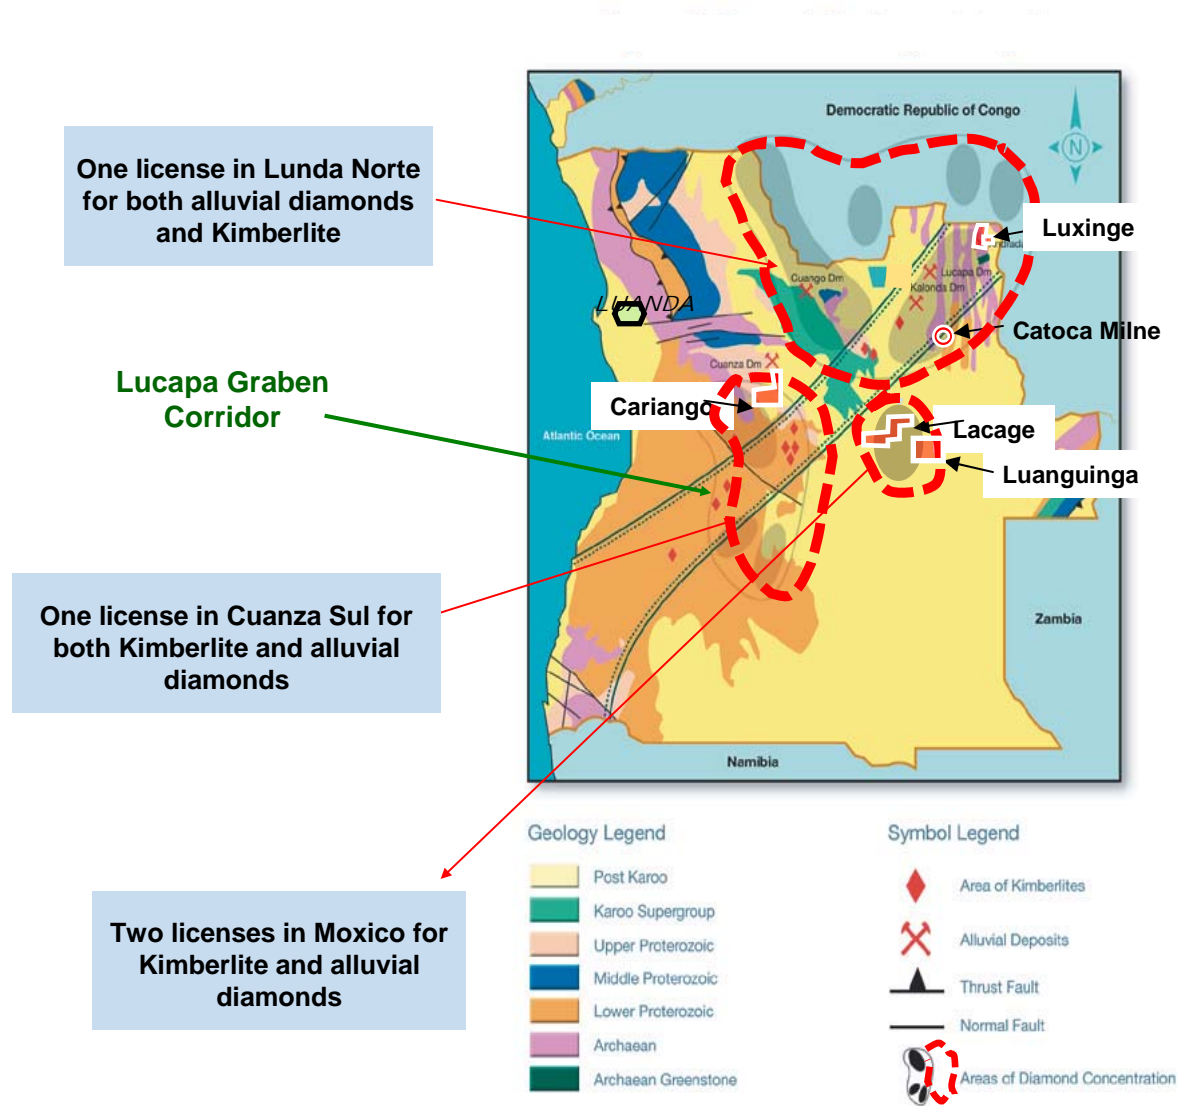 Democratic Republic of Congo
N
One license in Lunda Norte
for both alluvial diamonds
and Kimberlite
Luxinge
Cuango Dm
Lucapa Dm
Kalonda Dm
LUANDA
Catoca Milne
Cuanza Dm
Lucapa Graben
Corridor
Cariango
Lacage
Atlantic Ocean
Luanguinga
One license in Cuanza Sul for
both Kimberlite and alluvial
diamonds
Zambia
Namibia
Geology Legend
Post Karoo
Karoo Supergroup
Upper Proterozoic
Middle Proterozoic
Lower Proterozoic
Archaean
Archaean Greenstone
Symbol Legend
Area of Kimberlites
Alluvial Deposits
Thrust Fault
Normal Fault
Areas of Diamond Concentration
Two licenses in Moxico for
Kimberlite and alluvial
diamonds